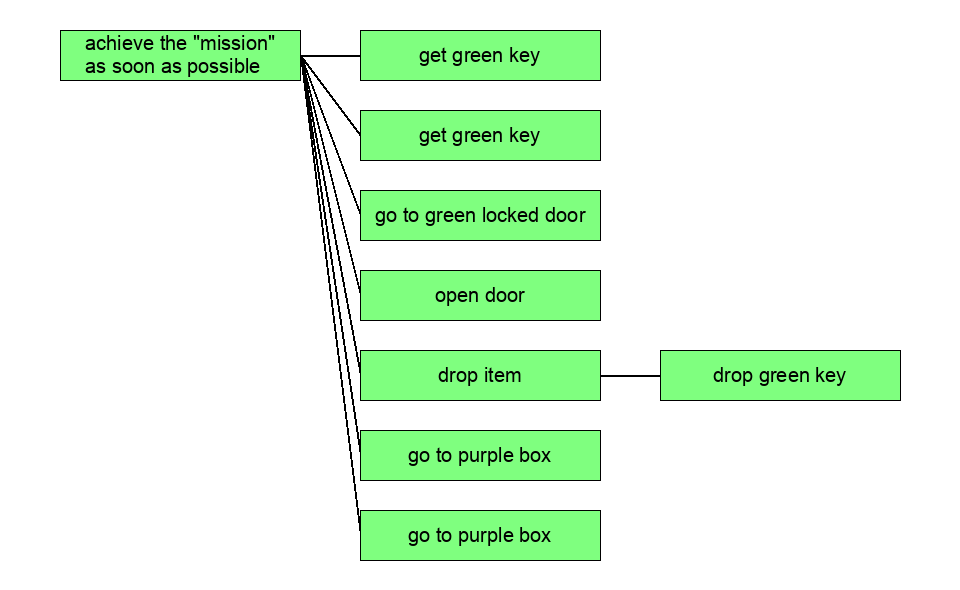 achieve the "mission"
as soon as possible
get green key
get green key
go to green locked door
open door
drop item
drop green key
go to purple box
go to purple box